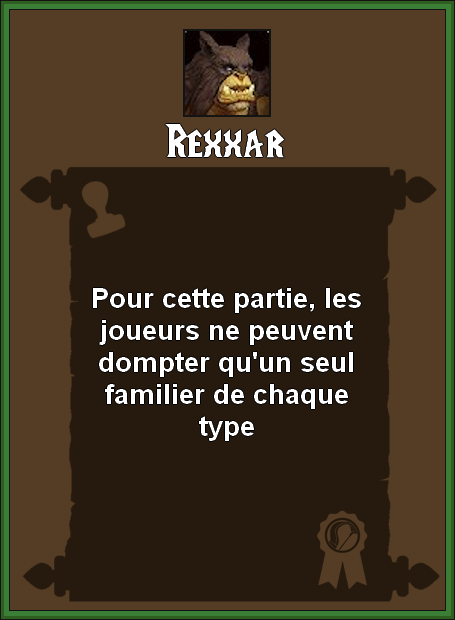 Rexxar
Pour cette partie, les
joueurs ne peuvent
dompter qu'un seul
familier de chaque
type